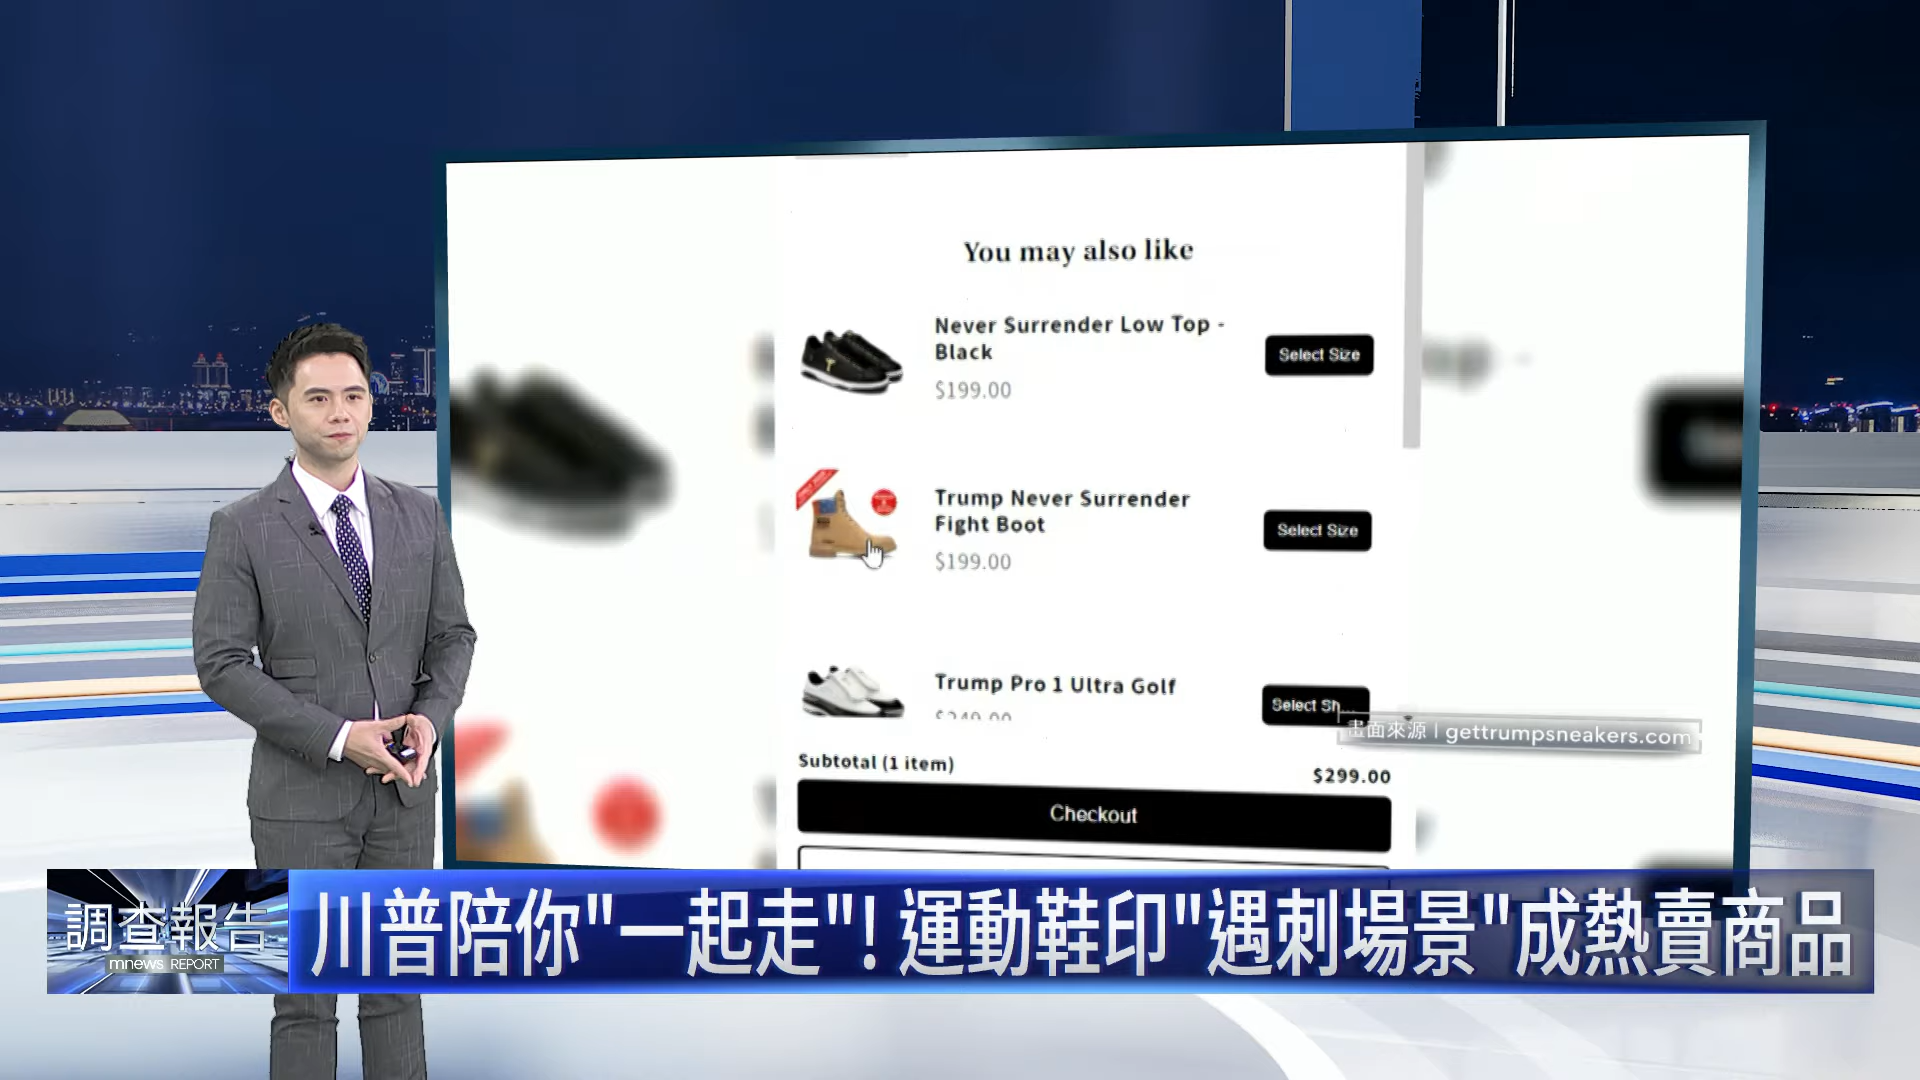 You may also like
Never Surrender Low Top -
Black
$199.00
Select Size
Trump Never Surrender
Fight Boot
$199.00
Select Size
Trump Pro 1 Ultra Golf
Select Sh...
畫面來源 | gettrumpsneakers.com
Subtotal (1 item)
$299.00
Checkout
調查報告
mnews REPORT
川普陪你"一起走"! 運動鞋印"遇刺場景"成熱賣商品